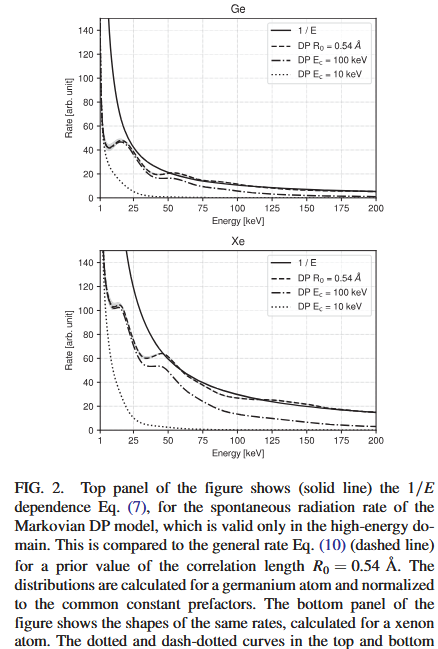 Ge
140
120
100
80
60
40
20
0
Rate [arb. unit]
1 / E
DP R₀ = 0.54 Å
DP E꜀ = 100 keV
DP E꜀ = 10 keV
1 25 50 75 100 125 150 175 200
Energy [keV]
Xe
140
120
100
80
60
40
20
0
Rate [arb. unit]
1 / E
DP R₀ = 0.54 Å
DP E꜀ = 100 keV
DP E꜀ = 10 keV
1 25 50 75 100 125 150 175 200
Energy [keV]
FIG. 2. Top panel of the figure shows (solid line) the 1/E
dependence Eq. (7), for the spontaneous radiation rate of the
Markovian DP model, which is valid only in the high-energy do-
main. This is compared to the general rate Eq. (10) (dashed line)
for a prior value of the correlation length R₀ = 0.54 Å. The
distributions are calculated for a germanium atom and normalized
to the common constant prefactors. The bottom panel of the
figure shows the shapes of the same rates, calculated for a xenon
atom. The dotted and dash-dotted curves in the top and bottom